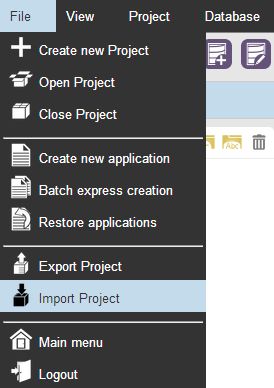 File View Project Database
Create new Project
Open Project
Close Project
Abc
Create new application
Batch express creation
Restore applications
Export Project
Import Project
Main menu
Logout